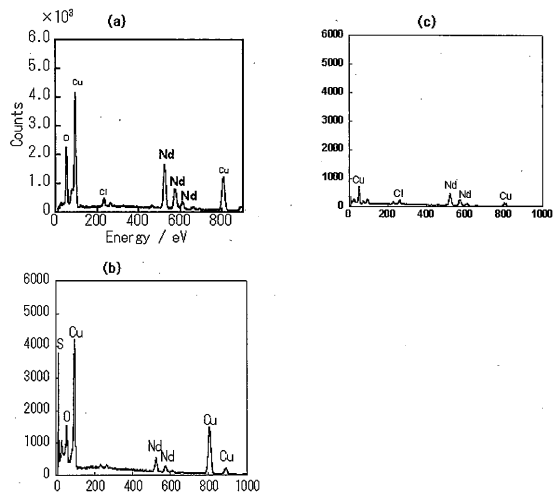 (a)
×10³
6.0
5.0
4.0
3.0
2.0
1.0
0.0
Counts
O
Cu
Cl
Nd
Nd
Nd
Cu
0 200 400 600 800
Energy / eV
(c)
6000
5000
4000
3000
2000
1000
0
Cu
Cl
Nd
Nd
Cu
0 200 400 600 800 1000
(b)
6000
5000
4000
3000
2000
1000
0
S
O
Cu
Nd
Nd
Cu
Cu
0 200 400 600 800 1000